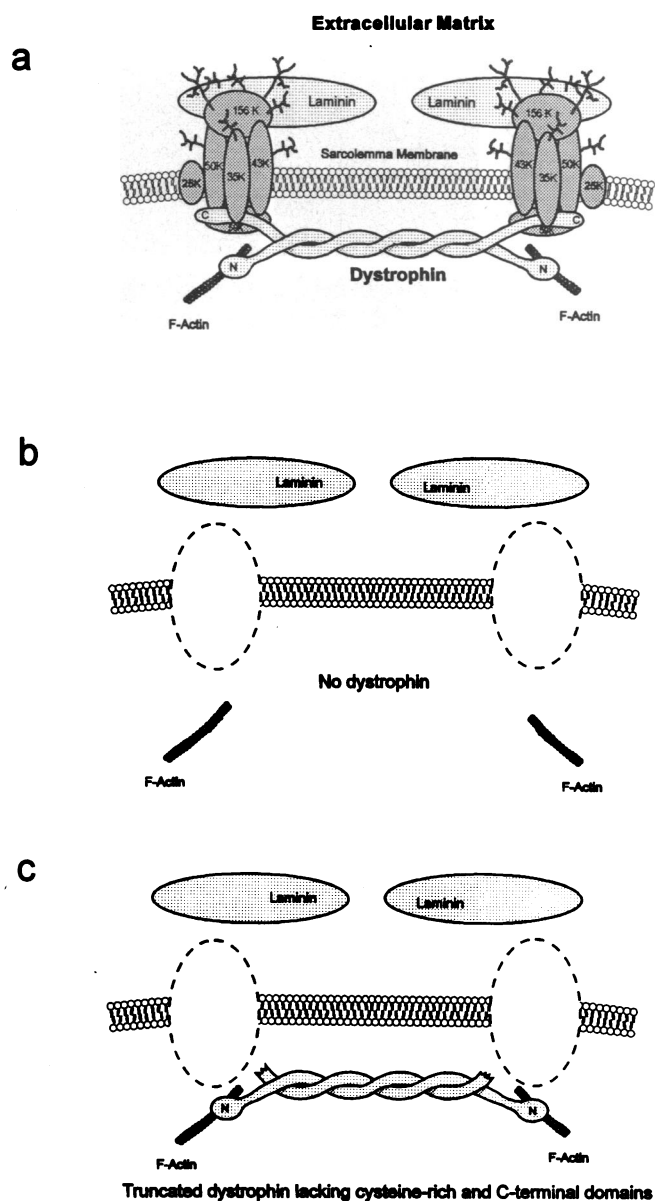 Extracellular Matrix
a
Laminin
Laminin
156 K
156 K
50K
35K
43K
25K
Sarcolemma Membrane
43K
35K
50K
25K
C
C
N
N
Dystrophin
F-Actin
F-Actin
b
Laminin
Laminin
No dystrophin
F-Actin
F-Actin
c
Laminin
Laminin
N
N
F-Actin
F-Actin
Truncated dystrophin lacking cysteine-rich and C-terminal domains